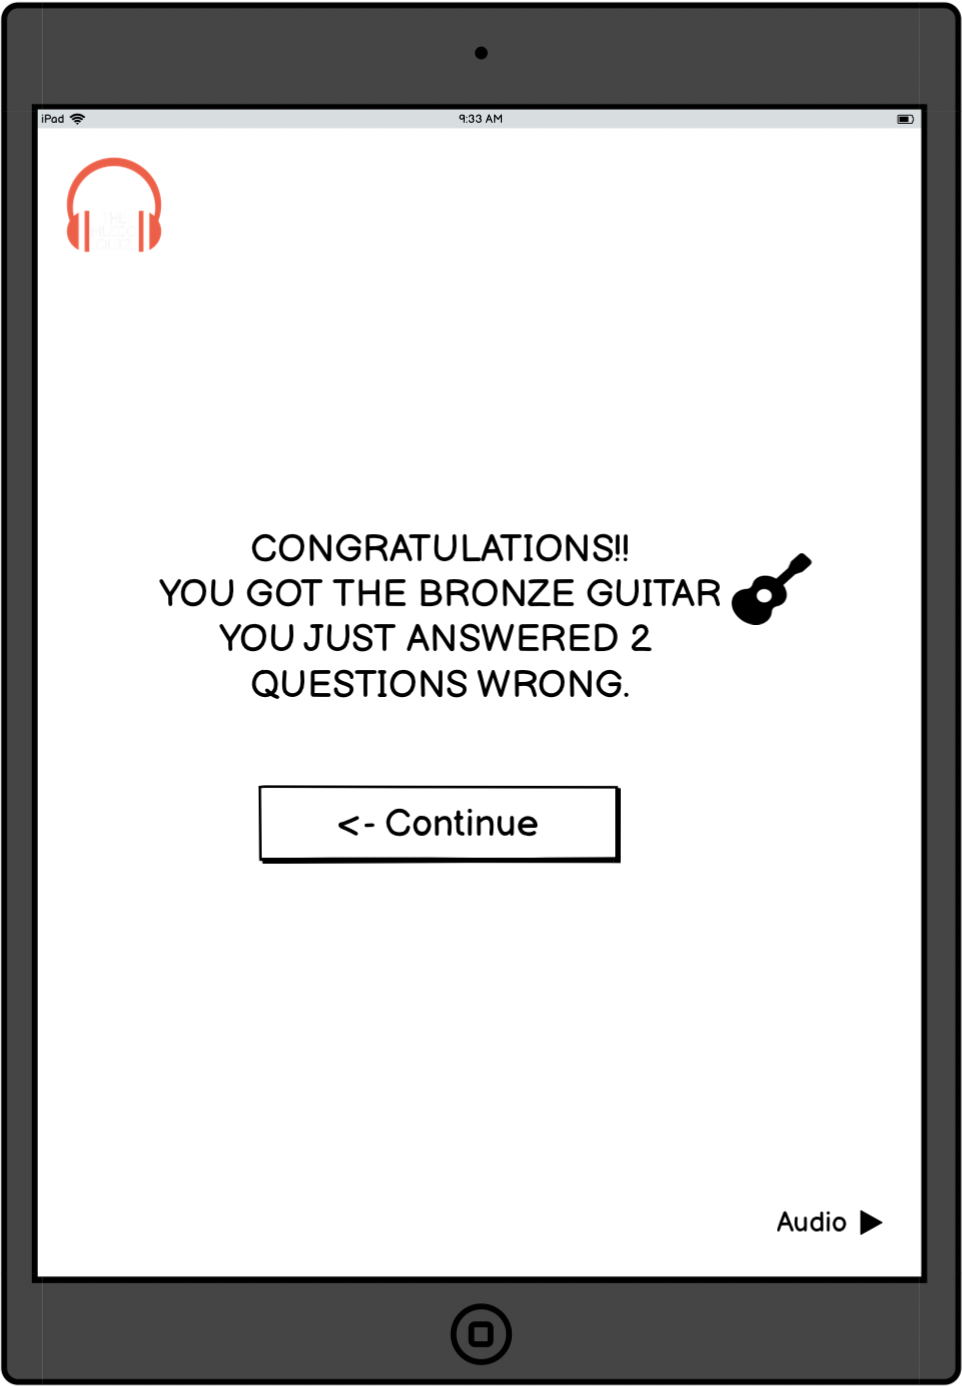 iPad
9:33 AM
CONGRATULATIONS!!
YOU GOT THE BRONZE GUITAR
YOU JUST ANSWERED 2
QUESTIONS WRONG.
<- Continue
Audio